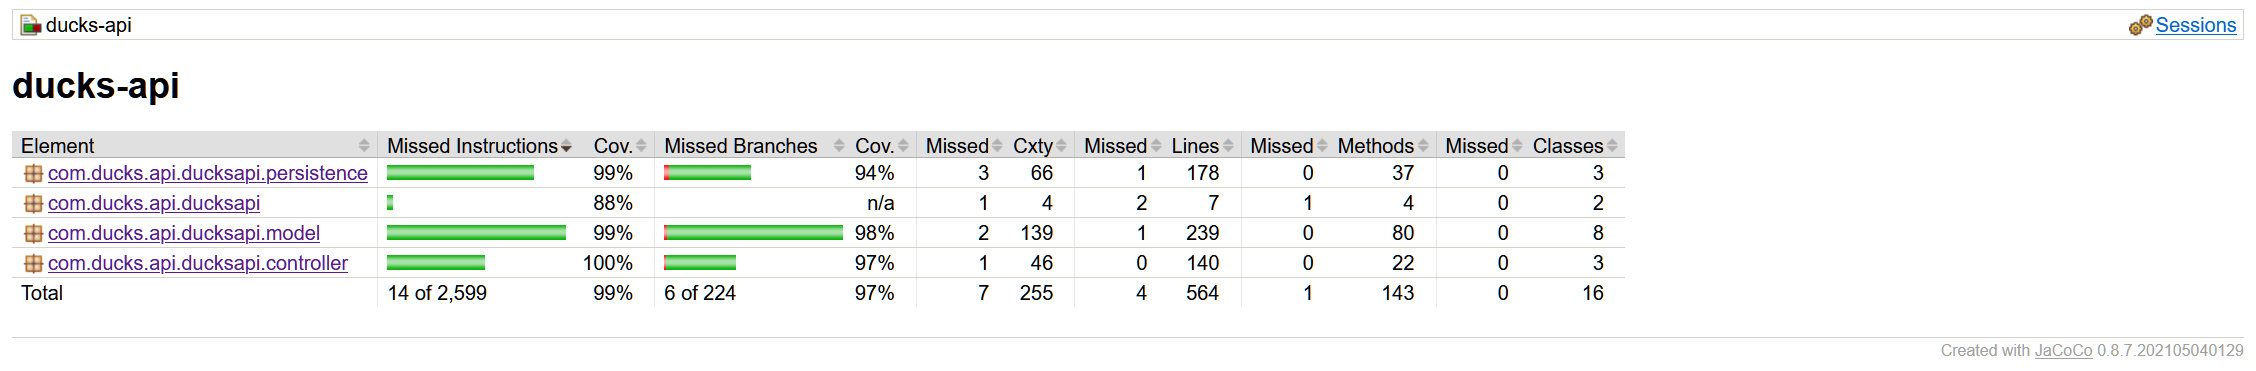 ducks-api Sessions
ducks-api
Element Missed Instructions Cov. Missed Branches Cov. Missed Cxty Missed Lines Missed Methods Missed Classes
com.ducks.api.ducksapi.persistence 99% 94% 3 66 1 178 0 37 0 3
com.ducks.api.ducksapi 88% n/a 1 4 2 7 1 4 0 2
com.ducks.api.ducksapi.model 99% 98% 2 139 1 239 0 80 0 8
com.ducks.api.ducksapi.controller 100% 97% 1 46 0 140 0 22 0 3
Total 14 of 2,599 99% 6 of 224 97% 7 255 4 564 1 143 0 16
Created with JaCoCo 0.8.7.202105040129